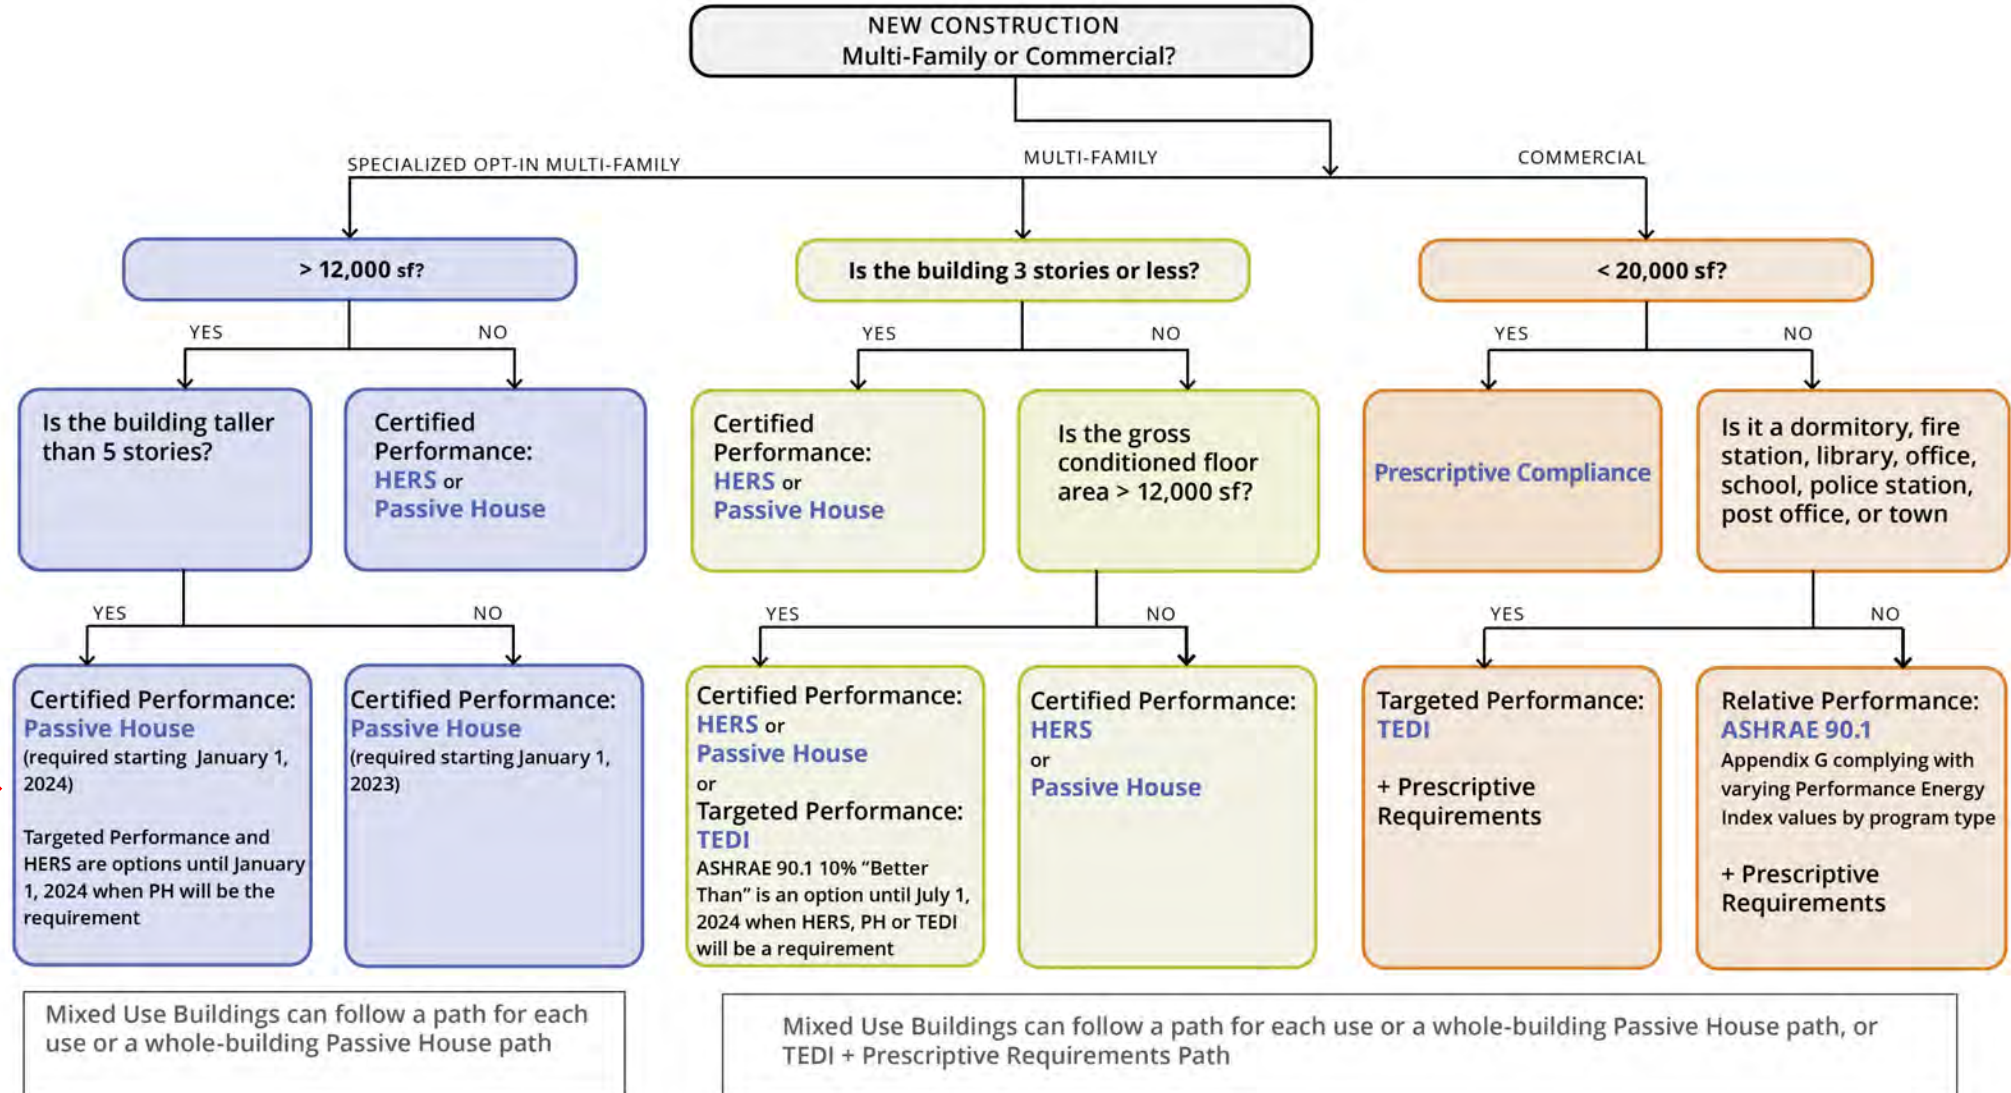 NEW CONSTRUCTION
Multi-Family or Commercial?
SPECIALIZED OPT-IN MULTI-FAMILY
MULTI-FAMILY
COMMERCIAL
> 12,000 sf?
Is the building 3 stories or less?
< 20,000 sf?
YES
NO
YES
NO
YES
NO
Is the building taller
than 5 stories?
Certified
Performance:
HERS or
Passive House
Certified
Performance:
HERS or
Passive House
Is the gross
conditioned floor
area > 12,000 sf?
Prescriptive Compliance
Is it a dormitory, fire
station, library, office,
school, police station,
post office, or town
YES
NO
YES
NO
YES
NO
Certified Performance:
Passive House
(required starting January 1,
2024)
Targeted Performance and
HERS are options until January
1, 2024 when PH will be the
requirement
Certified Performance:
Passive House
(required starting January 1,
2023)
Certified Performance:
HERS or
Passive House
or
Targeted Performance:
TEDI
ASHRAE 90.1 10% “Better
Than” is an option until July 1,
2024 when HERS, PH or TEDI
will be a requirement
Certified Performance:
HERS
or
Passive House
Targeted Performance:
TEDI
+ Prescriptive
Requirements
Relative Performance:
ASHRAE 90.1
Appendix G complying with
varying Performance Energy
Index values by program type
+ Prescriptive
Requirements
Mixed Use Buildings can follow a path for each
use or a whole-building Passive House path
Mixed Use Buildings can follow a path for each use or a whole-building Passive House path, or
TEDI + Prescriptive Requirements Path